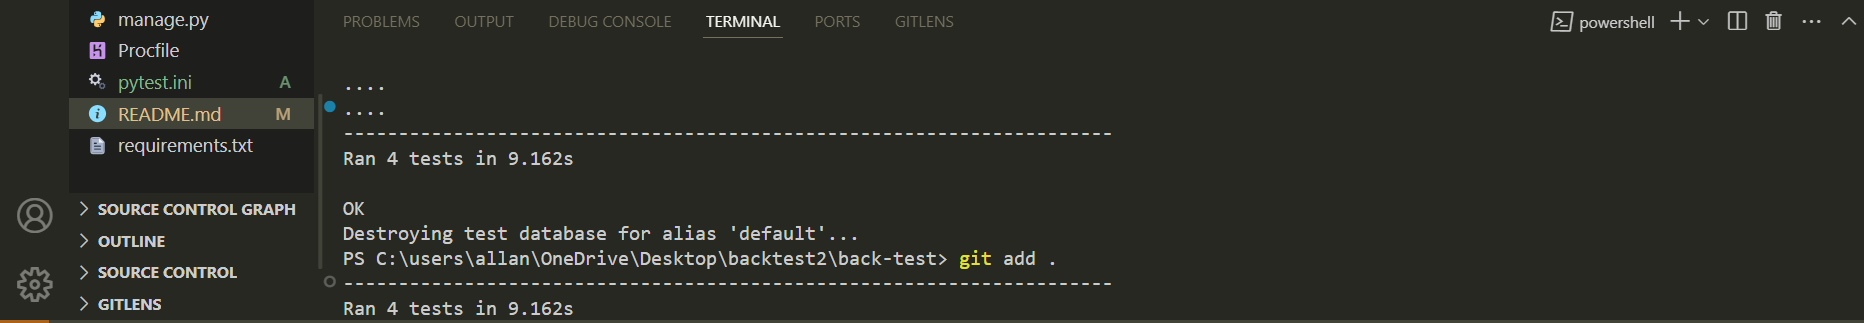 manage.py
Procfile
pytest.ini A
README.md M
requirements.txt
SOURCE CONTROL GRAPH
OUTLINE
SOURCE CONTROL
GITLENS
PROBLEMS OUTPUT DEBUG CONSOLE TERMINAL PORTS GITLENS
powershell
....
....
----------------------------------------------------------------------
Ran 4 tests in 9.162s
OK
Destroying test database for alias 'default'...
PS C:\users\allan\OneDrive\Desktop\backtest2\back-test> git add .
----------------------------------------------------------------------
Ran 4 tests in 9.162s